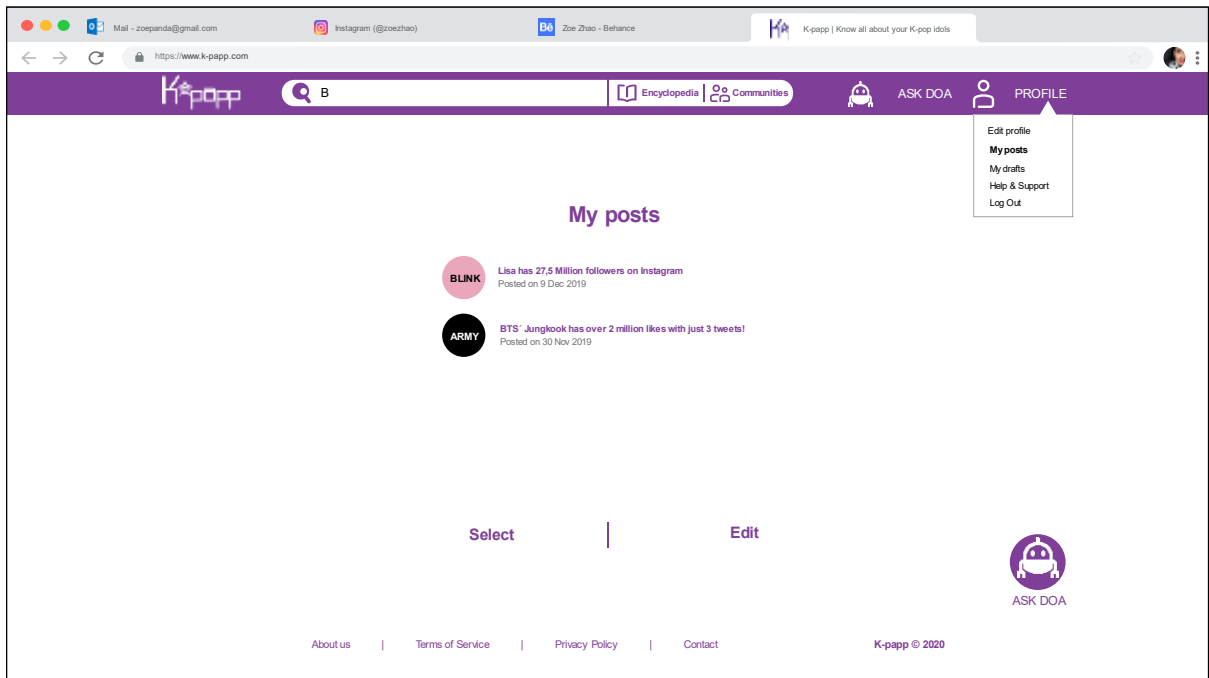 Mail - zoepanda@gmail.com
Instagram (@zoezhao)
Bē Zoe Zhao - Behance
K-papp | Know all about your K-pop idols
https://www.k-papp.com
K-papp
B
Encyclopedia
Communities
ASK DOA
PROFILE
Edit profile
My posts
My drafts
Help & Support
Log Out
My posts
BLINK
Lisa has 27,5 Million followers on Instagram
Posted on 9 Dec 2019
ARMY
BTS´ Jungkook has over 2 million likes with just 3 tweets!
Posted on 30 Nov 2019
Select
Edit
ASK DOA
About us | Terms of Service | Privacy Policy | Contact
K-papp © 2020